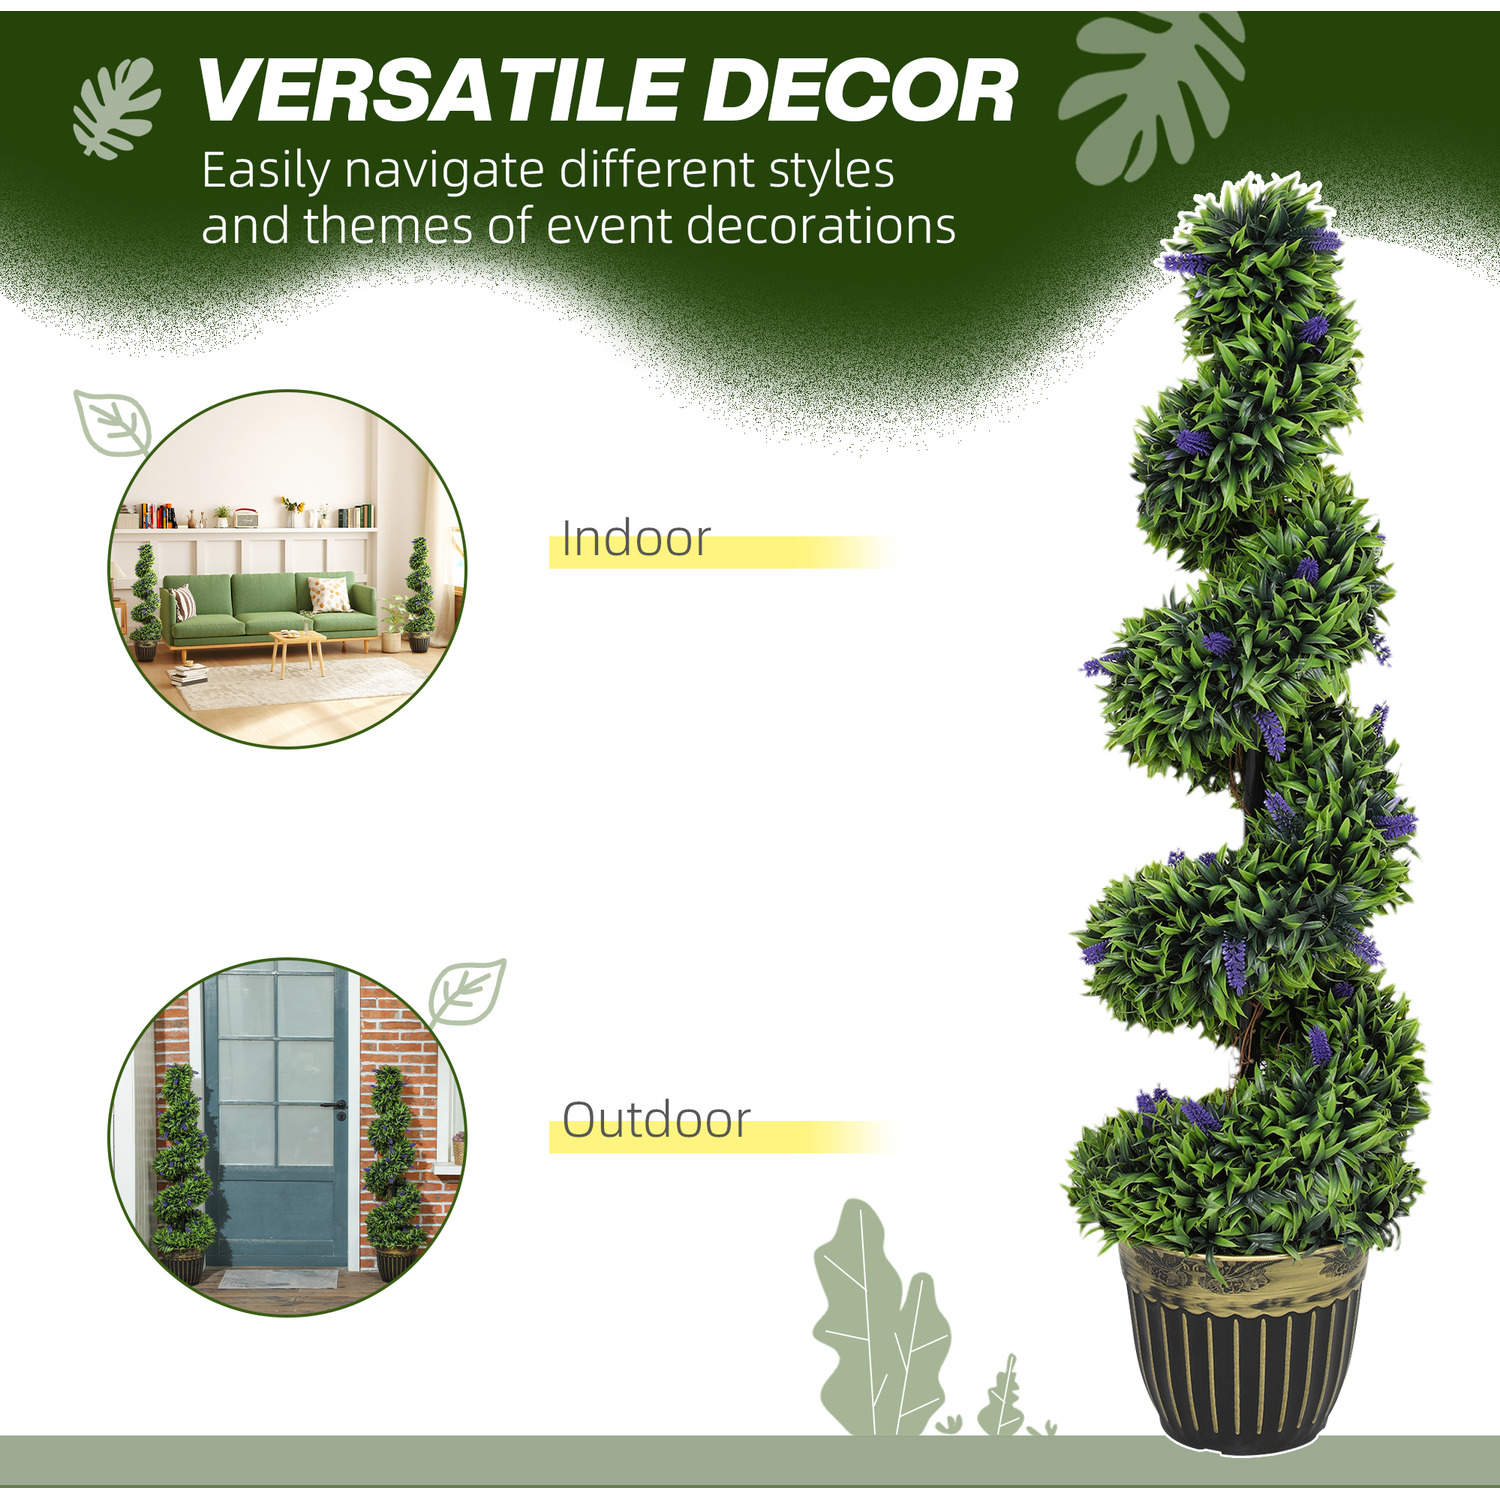 VERSATILE DECOR
Easily navigate different styles
and themes of event decorations
Indoor
Outdoor